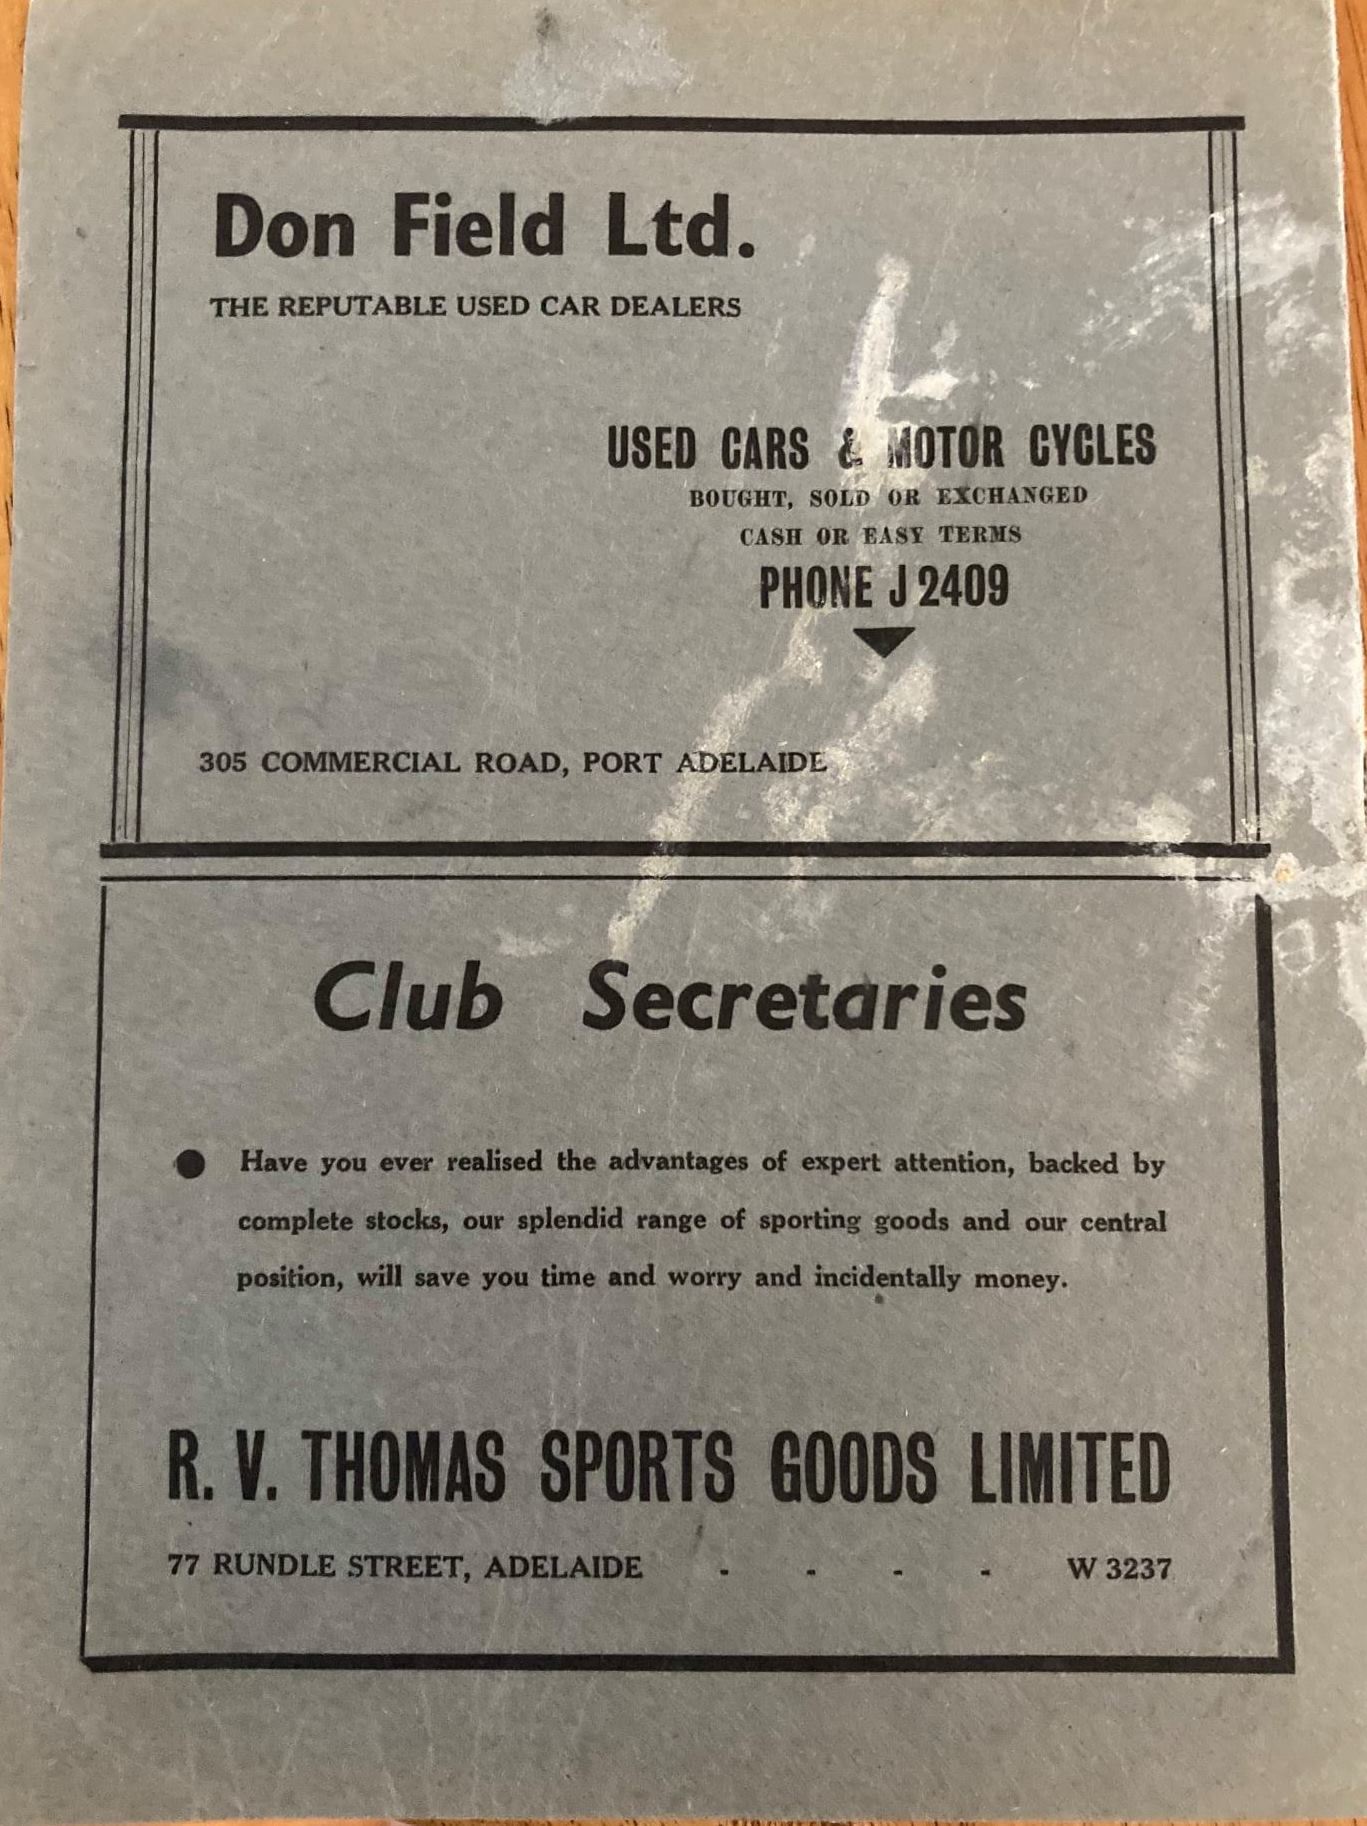 Don Field Ltd.
THE REPUTABLE USED CAR DEALERS
USED CARS & MOTOR CYCLES
BOUGHT, SOLD OR EXCHANGED
CASH OR EASY TERMS
PHONE J 2409
305 COMMERCIAL ROAD, PORT ADELAIDE
Club Secretaries
● Have you ever realised the advantages of expert attention, backed by
complete stocks, our splendid range of sporting goods and our central
position, will save you time and worry and incidentally money.
R. V. THOMAS SPORTS GOODS LIMITED
77 RUNDLE STREET, ADELAIDE - - - - W 3237